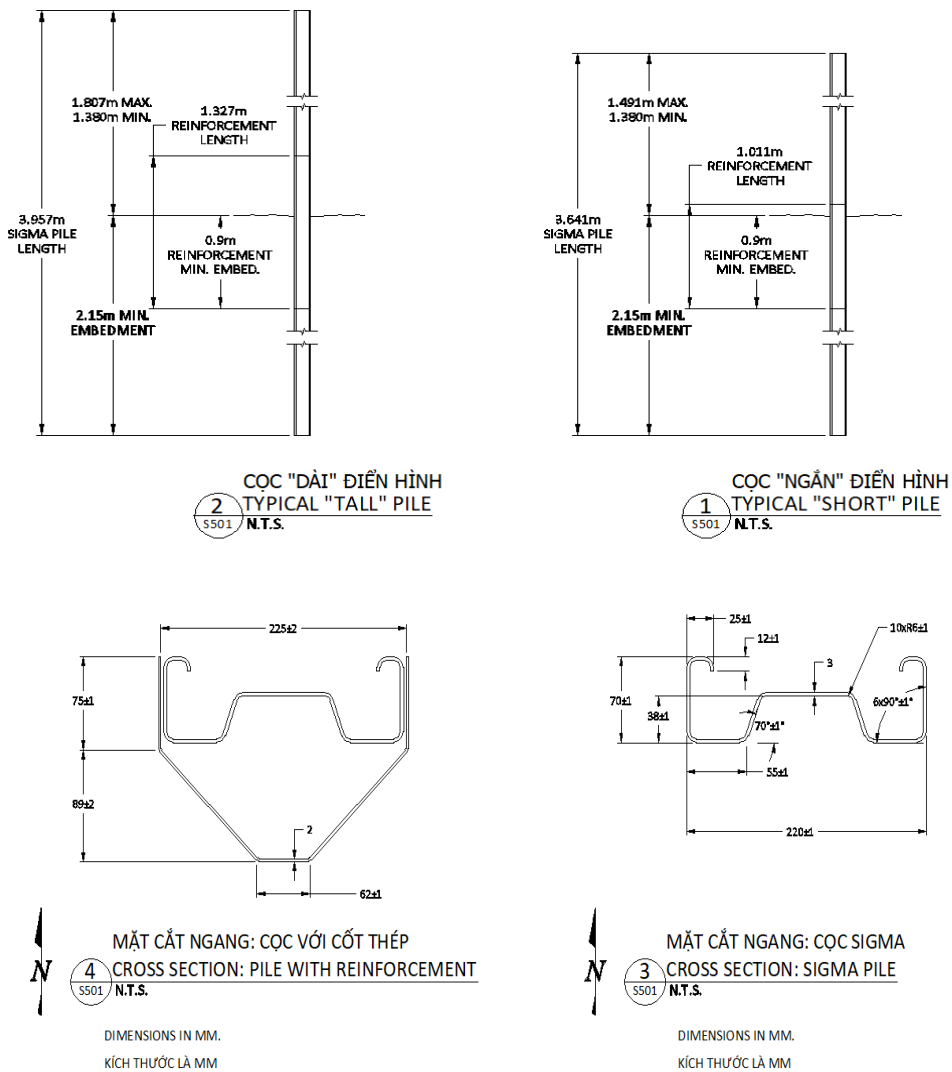 1.807m MAX.
1.380m MIN.
1.327m
REINFORCEMENT
LENGTH
3.957m
SIGMA PILE
LENGTH
0.9m
REINFORCEMENT
MIN. EMBED.
2.15m MIN.
EMBEDMENT
CỌC "DÀI" ĐIỂN HÌNH
2
S501
TYPICAL "TALL" PILE
N.T.S.
1.491m MAX.
1.380m MIN.
1.011m
REINFORCEMENT
LENGTH
3.641m
SIGMA PILE
LENGTH
0.9m
REINFORCEMENT
MIN. EMBED.
2.15m MIN.
EMBEDMENT
CỌC "NGẮN" ĐIỂN HÌNH
1
S501
TYPICAL "SHORT" PILE
N.T.S.
225±2
75±1
89±2
2
62±1
N
MẶT CẮT NGANG: CỌC VỚI CỐT THÉP
4
S501
CROSS SECTION: PILE WITH REINFORCEMENT
N.T.S.
DIMENSIONS IN MM.
KÍCH THƯỚC LÀ MM
25±1
12±1
10xR6±1
3
70±1
38±1
70°±1°
6x90°±1°
55±1
220±1
N
MẶT CẮT NGANG: CỌC SIGMA
3
S501
CROSS SECTION: SIGMA PILE
N.T.S.
DIMENSIONS IN MM.
KÍCH THƯỚC LÀ MM